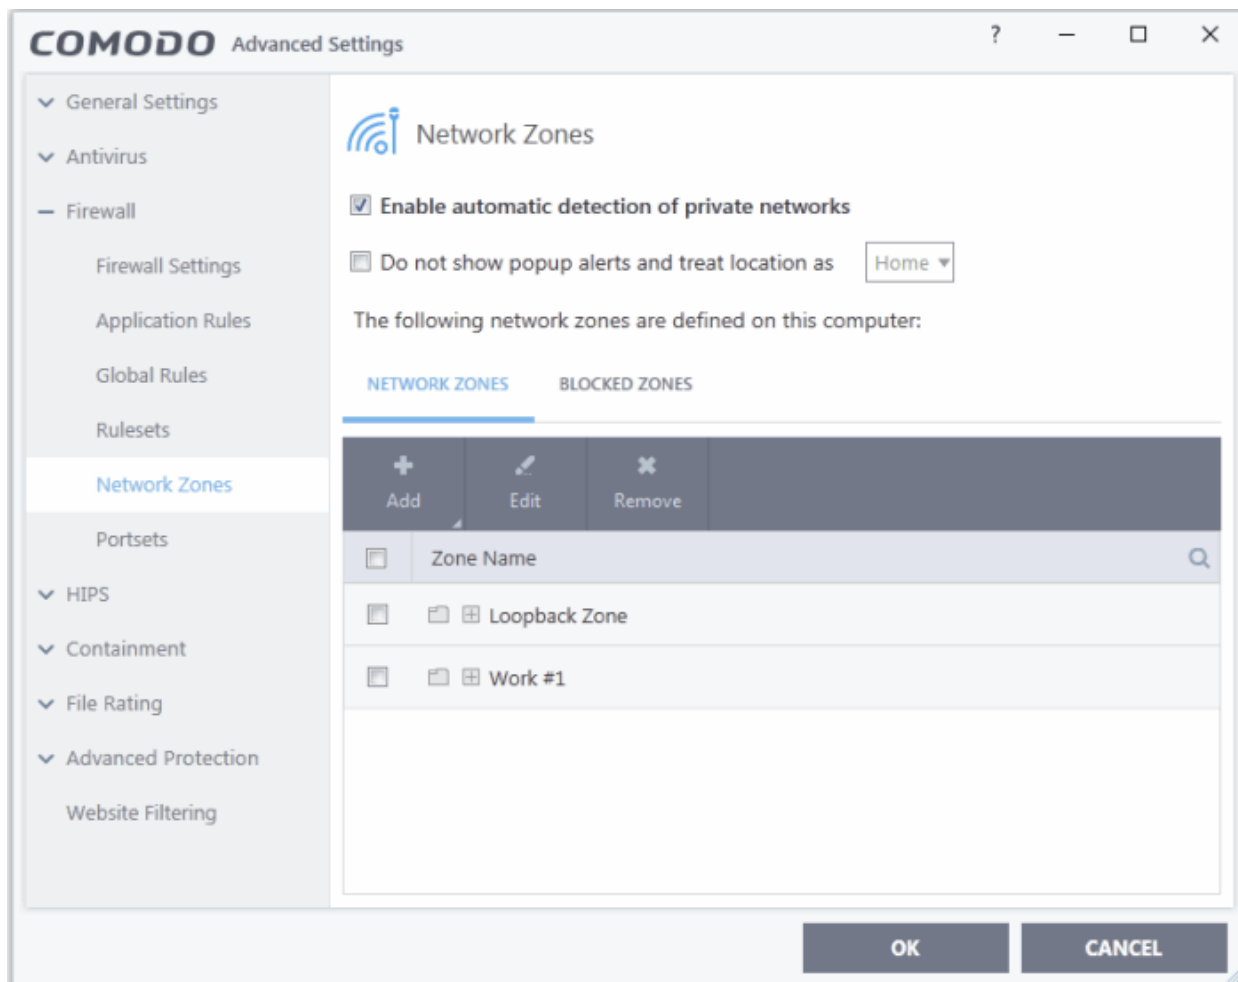 COMODO Advanced Settings ?
General Settings
Antivirus
Firewall
Firewall Settings
Application Rules
Global Rules
Rulesets
Network Zones
Portsets
HIPS
Containment
File Rating
Advanced Protection
Website Filtering
Network Zones
Enable automatic detection of private networks
Do not show popup alerts and treat location as Home
The following network zones are defined on this computer:
NETWORK ZONES BLOCKED ZONES
Add Edit Remove
Zone Name
Loopback Zone
Work #1
OK CANCEL